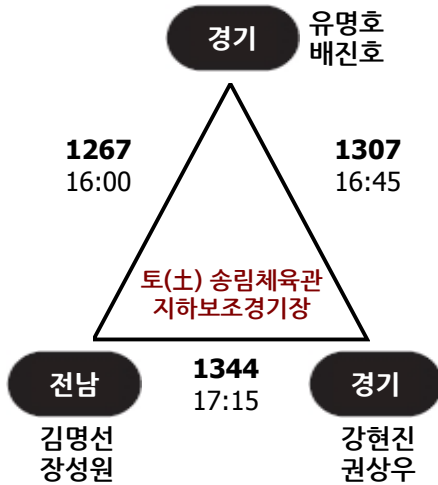 경기
유명호
배진호
1267
16:00
1307
16:45
토(土) 송림체육관
지하보조경기장
전남
1344
17:15
경기
김명선
장성원
강현진
권상우